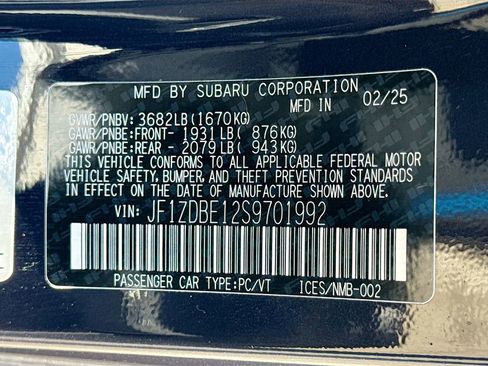 MFD BY SUBARU CORPORATION
MFD IN 02/25
GVWR/PNBV: 3682LB(1670KG)
GAWR/PNBE:FRONT- 1931LB( 876KG)
GAWR/PNBE:REAR - 2079LB( 943KG)
THIS VEHICLE CONFORMS TO ALL APPLICABLE FEDERAL MOTOR
VEHICLE SAFETY, BUMPER, AND THEFT PREVENTION STANDARDS
IN EFFECT ON THE DATE OF MANUFACTURE SHOWN ABOVE.
VIN: JF1ZDBE12S9701992
PASSENGER CAR TYPE:PC/VT ICES/NMB-002